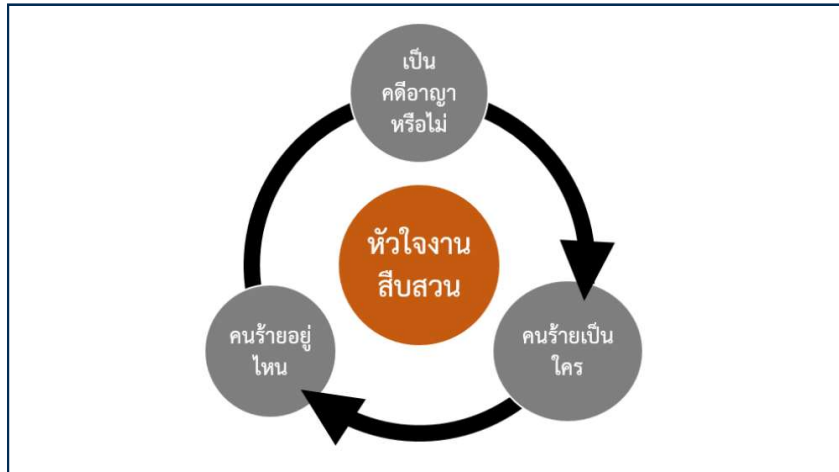 เป็น
คดีอาญา
หรือไม่
หัวใจงาน
สืบสวน
คนร้ายอยู่
ไหน
คนร้ายเป็น
ใคร